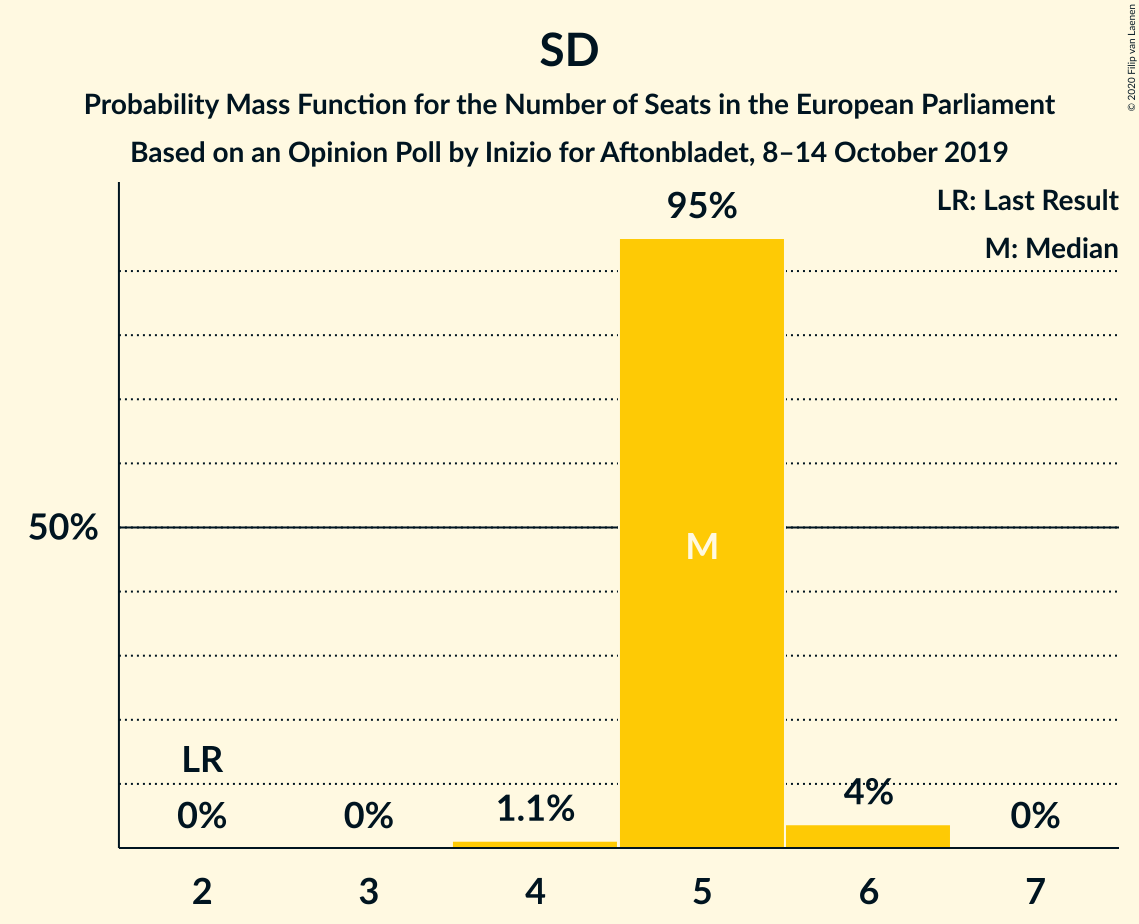 SD
Probability Mass Function for the Number of Seats in the European Parliament
Based on an Opinion Poll by Inizio for Aftonbladet, 8–14 October 2019
© 2020 Filip van Laenen
LR: Last Result
M: Median
95%
50%
M
LR
0%
0%
1.1%
4%
0%
2
3
4
5
6
7